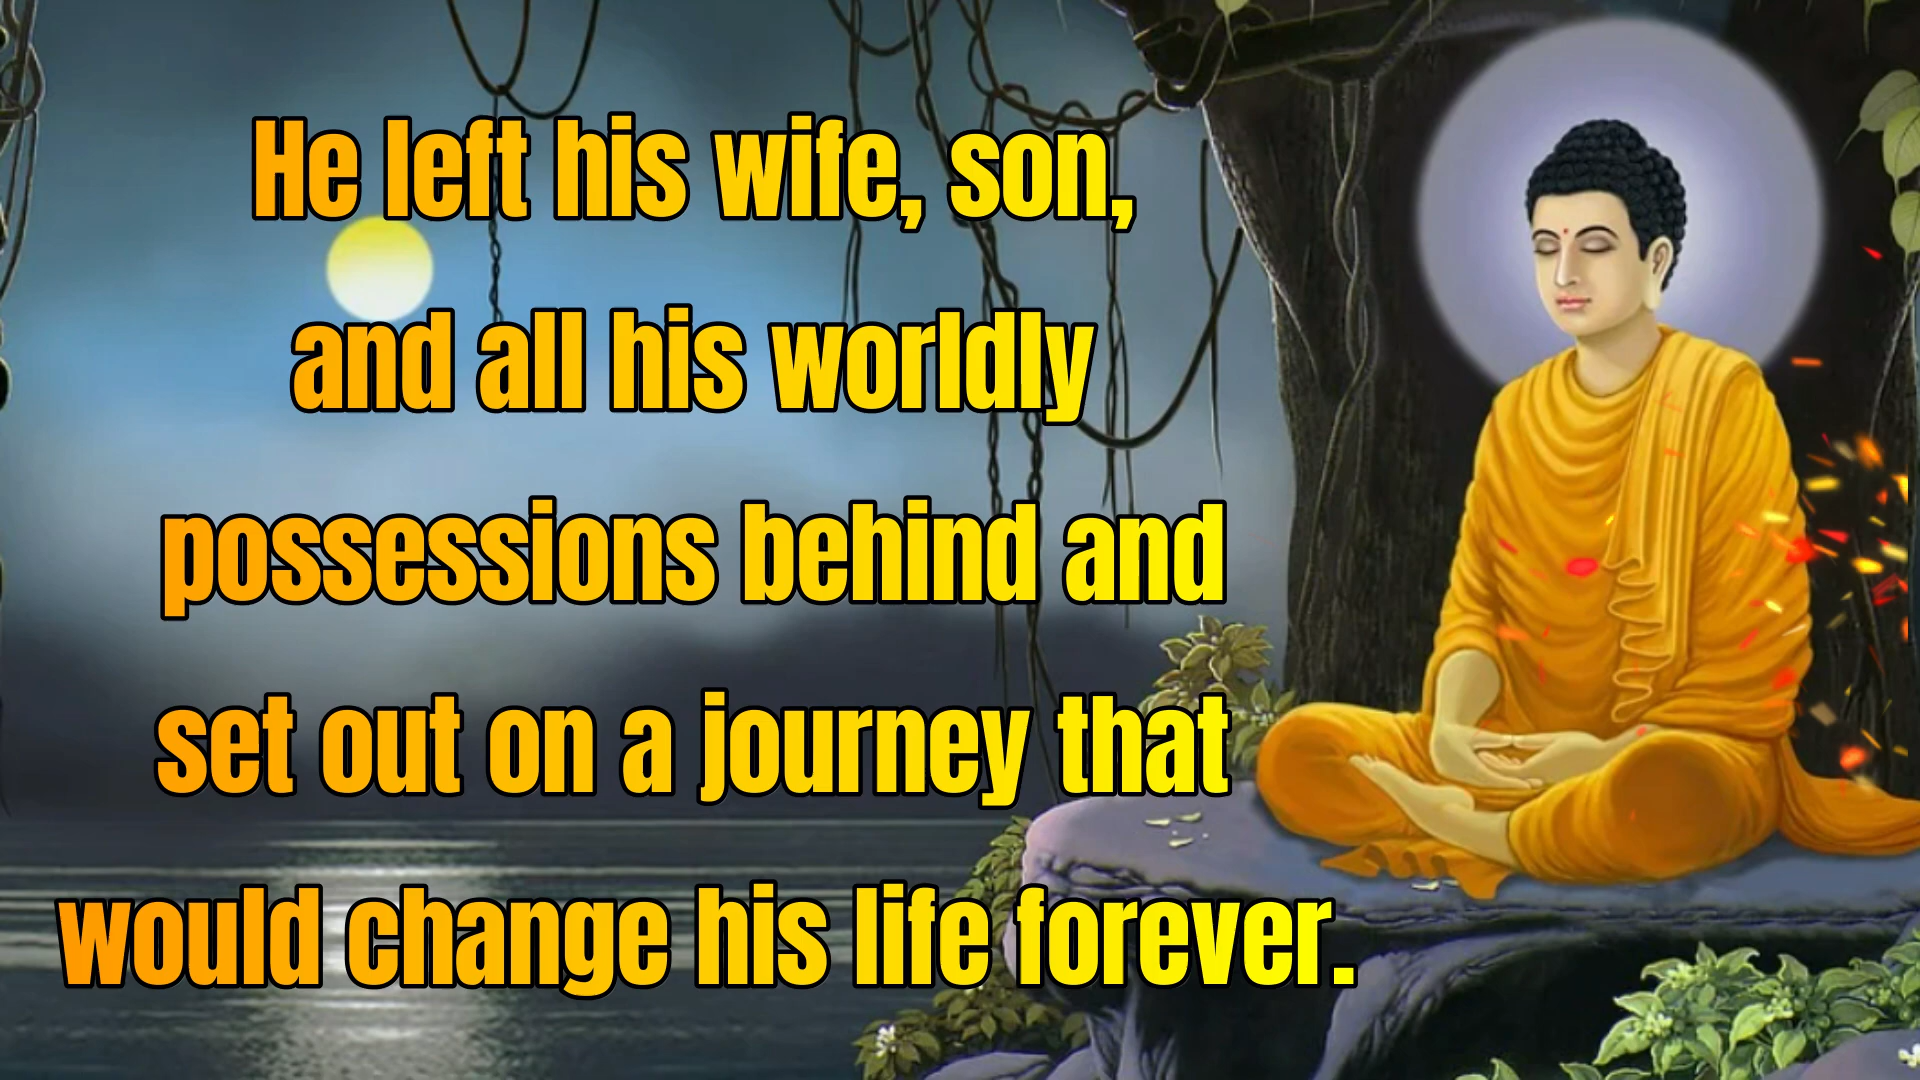 He left his wife, son,
and all his worldly
possessions behind and
set out on a journey that
would change his life forever.